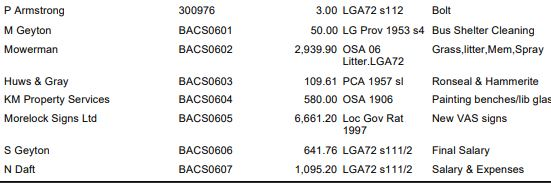 P Armstrong 300976 3.00 LGA72 s112 Bolt
M Geyton BACS0601 50.00 LG Prov 1953 s4 Bus Shelter Cleaning
Mowerman BACS0602 2,939.90 OSA 06 Grass,litter,Mem,Spray
Litter.LGA72
Huws & Gray BACS0603 109.61 PCA 1957 sl Ronseal & Hammerite
KM Property Services BACS0604 580.00 OSA 1906 Painting benches/lib glas
Morelock Signs Ltd BACS0605 6,661.20 Loc Gov Rat New VAS signs
1997
S Geyton BACS0606 641.76 LGA72 s111/2 Final Salary
N Daft BACS0607 1,095.20 LGA72 s111/2 Salary & Expenses